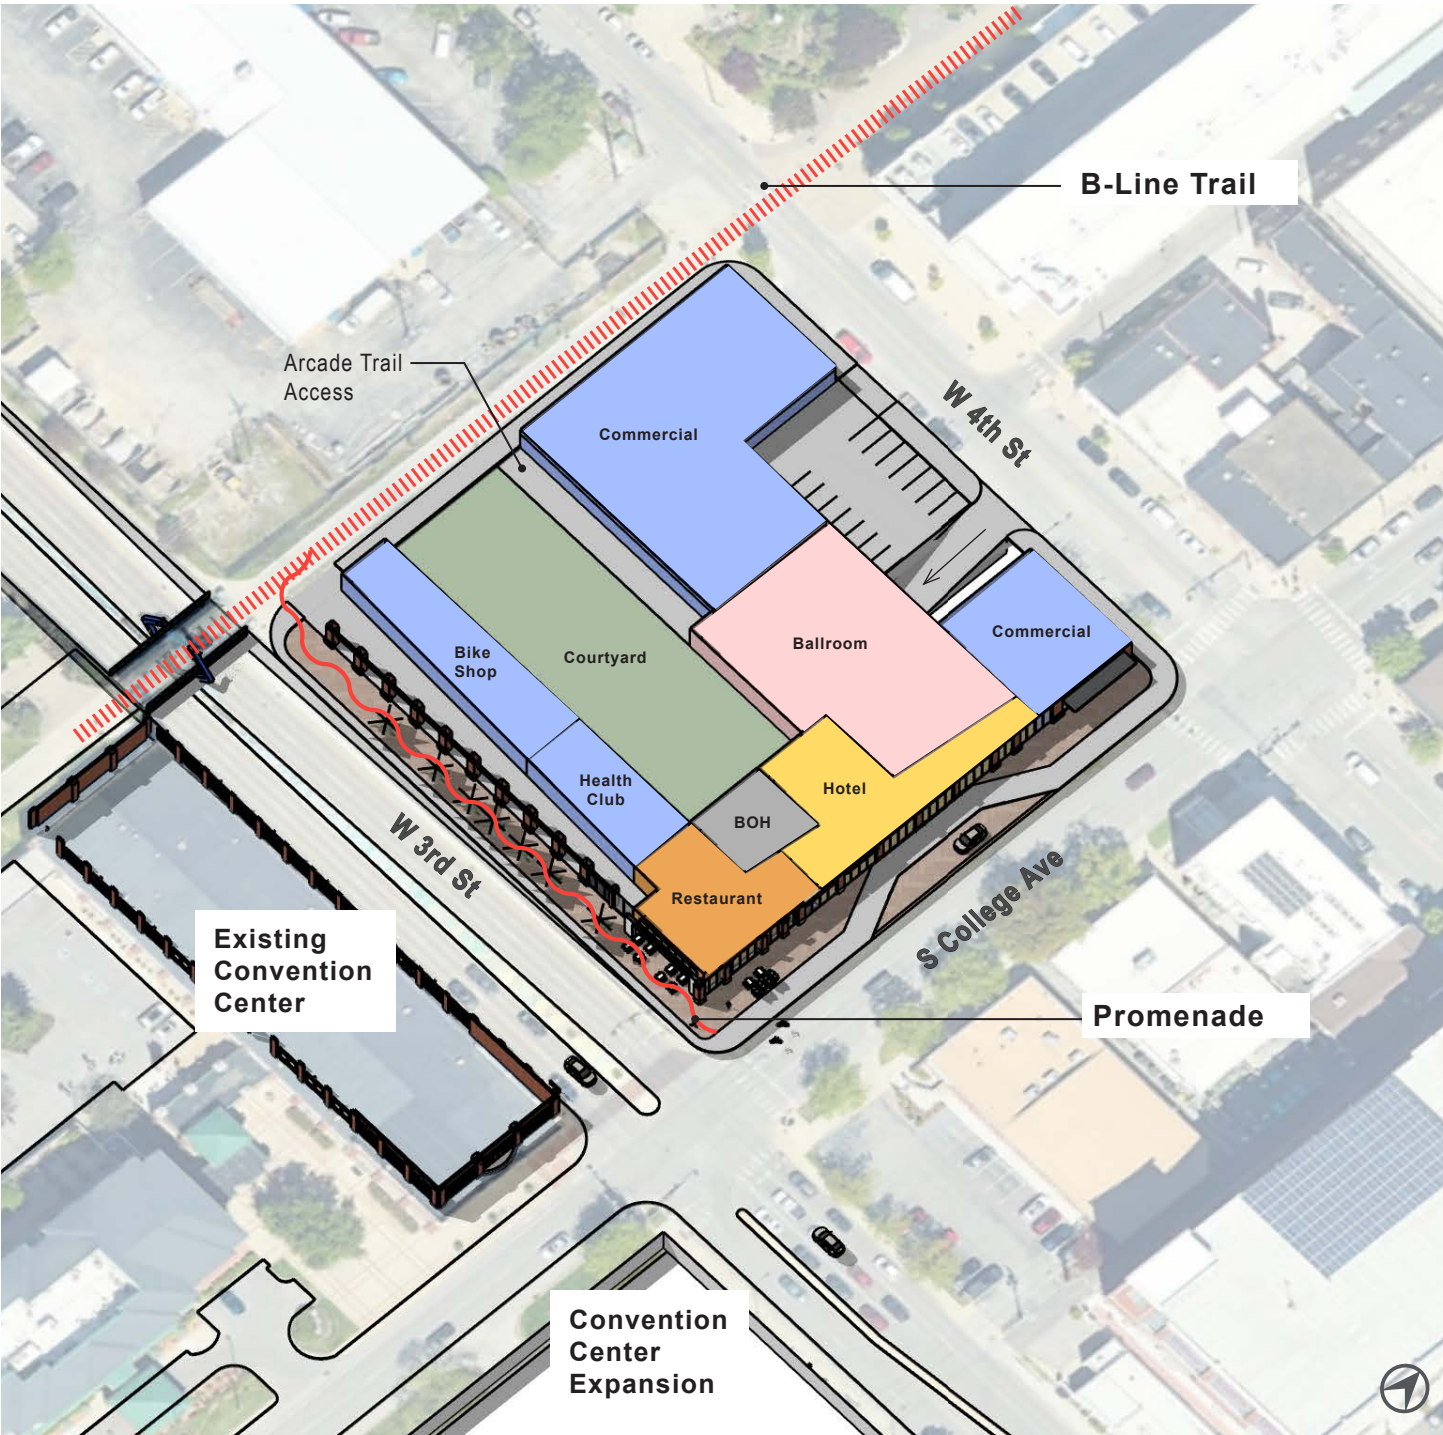 B-Line Trail
Arcade Trail
Access
W 4th St
Commercial
Commercial
Ballroom
Bike
Shop
Courtyard
Health
Club
Hotel
BOH
W 3rd St
Restaurant
S College Ave
Existing
Convention
Center
Promenade
Convention
Center
Expansion